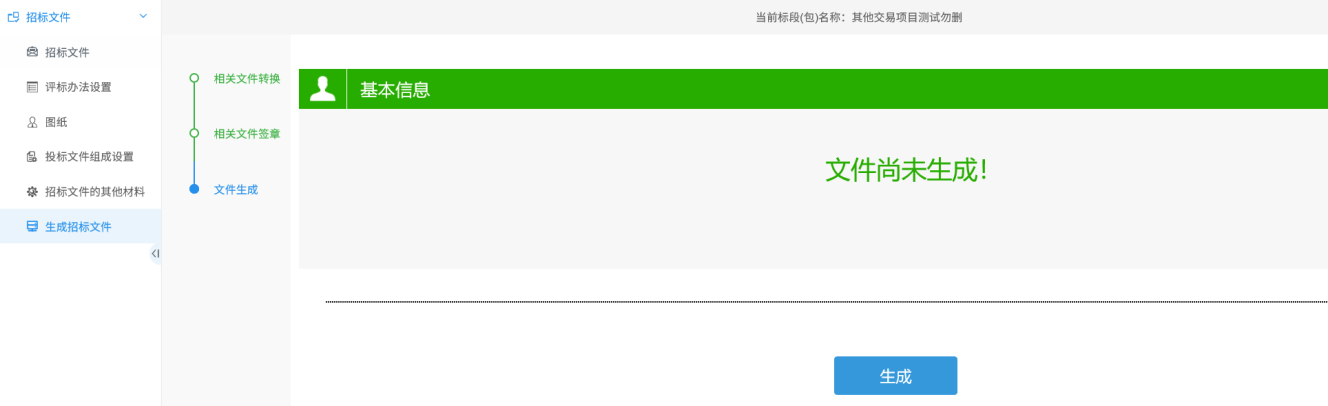 招标文件
当前标段(包)名称：其他交易项目测试勿删
招标文件
评标办法设置
图纸
投标文件组成设置
招标文件的其他材料
生成招标文件
相关文件转换
相关文件签章
文件生成
基本信息
文件尚未生成！
生成